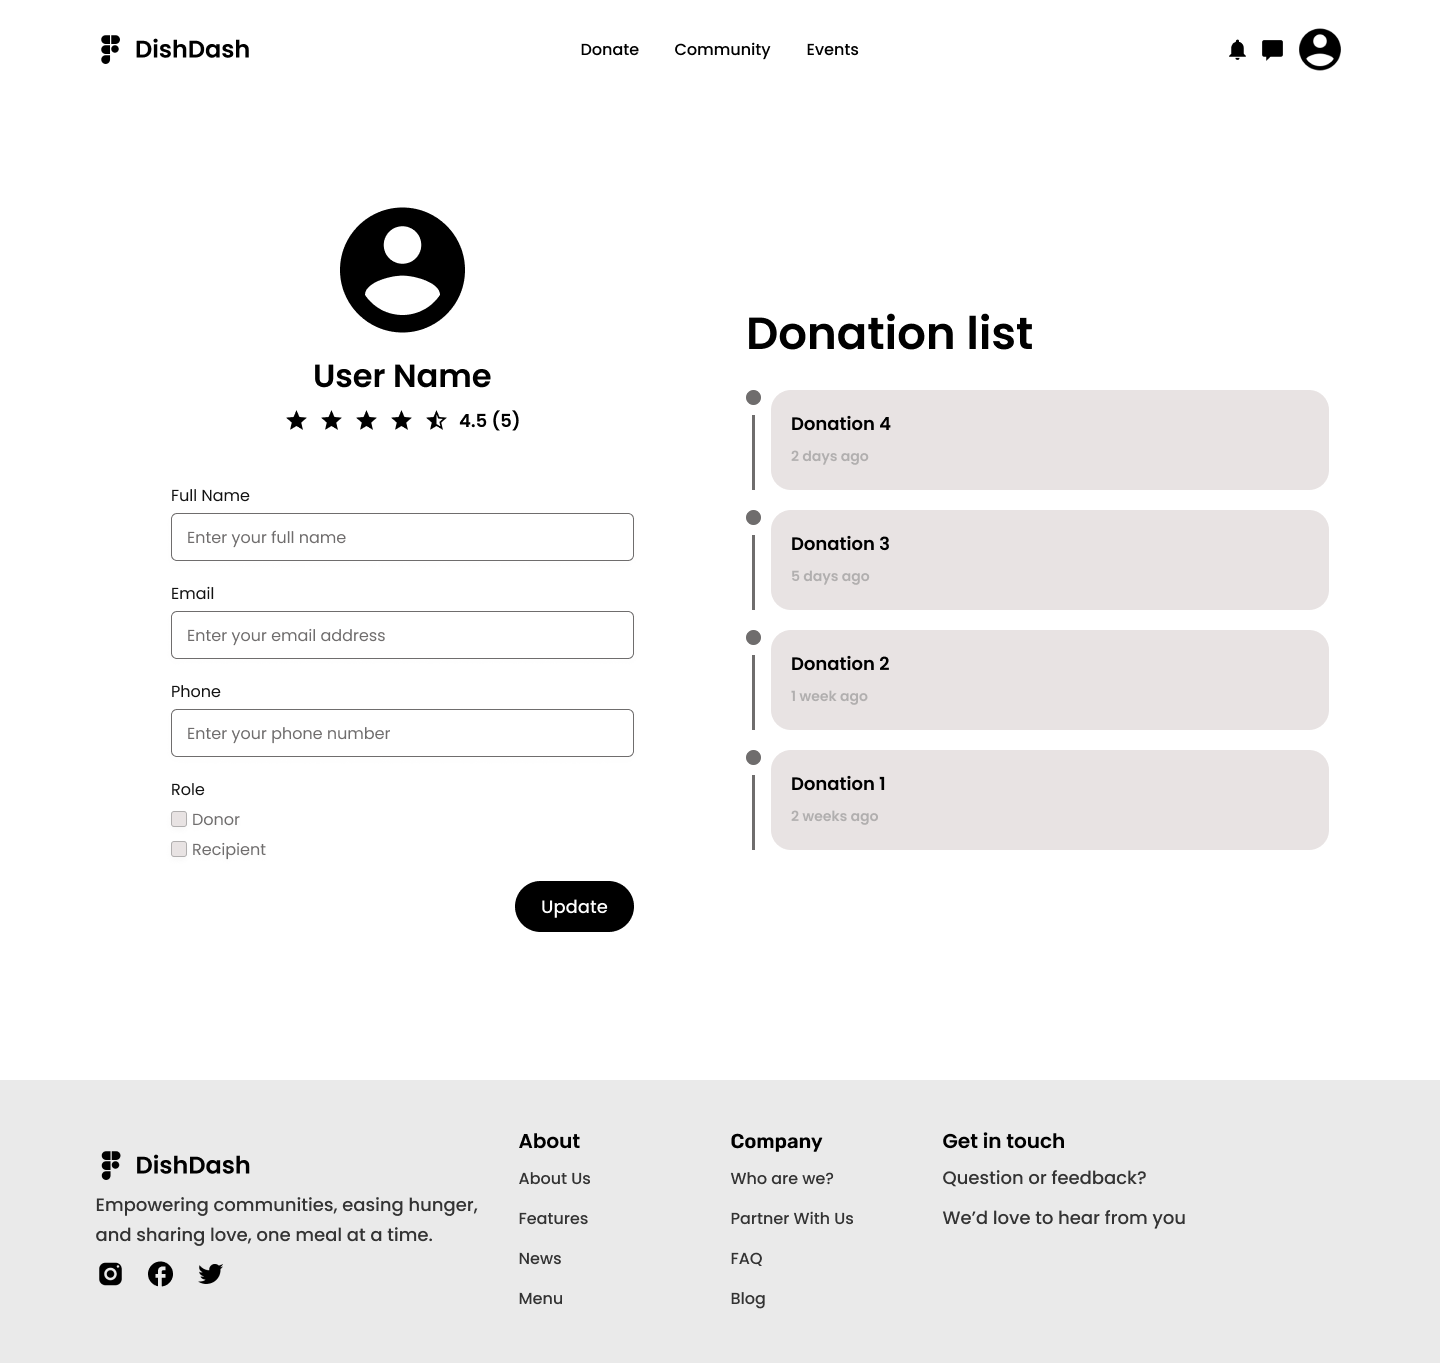 DishDash
Donate
Community
Events
User Name
4.5 (5)
Full Name
Enter your full name
Email
Enter your email address
Phone
Enter your phone number
Role
Donor
Recipient
Update
Donation list
Donation 4
2 days ago
Donation 3
5 days ago
Donation 2
1 week ago
Donation 1
2 weeks ago
DishDash
Empowering communities, easing hunger,
and sharing love, one meal at a time.
About
About Us
Features
News
Menu
Company
Who are we?
Partner With Us
FAQ
Blog
Get in touch
Question or feedback?
We’d love to hear from you